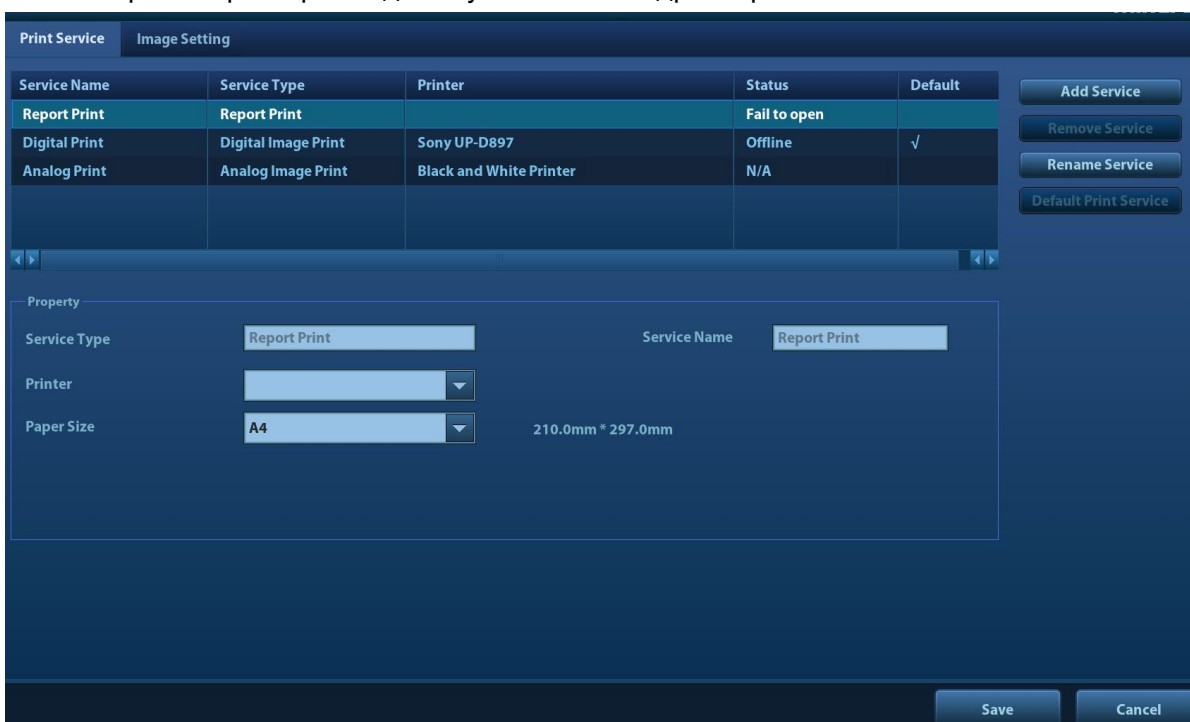 Print Service Image Setting
Service Name Service Type Printer Status Default
Report Print Report Print Fail to open
Digital Print Digital Image Print Sony UP-D897 Offline √
Analog Print Analog Image Print Black and White Printer N/A
Add Service
Remove Service
Rename Service
Default Print Service
Property
Service Type Report Print Service Name Report Print
Printer
Paper Size A4 210.0mm * 297.0mm
Save Cancel